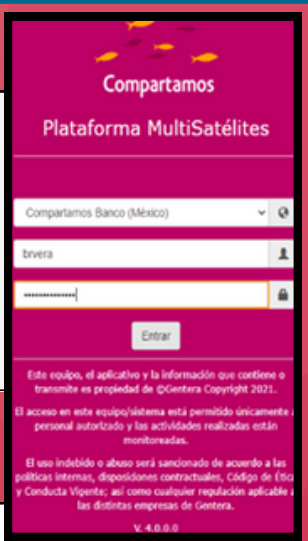 Compartamos
Plataforma MultiSatélites
Compartamos Banco (México)
brvera
••••••••••••••
Entrar
Este equipo, el aplicativo y la información que contiene o
transmite es propiedad de ©Gentera Copyright 2021.
El acceso en este equipo/sistema está permitido únicamente a
personal autorizado y las actividades realizadas están
monitoreadas.
El uso indebido o abuso será sancionado de acuerdo a las
políticas internas, disposiciones contractuales, Código de Ética
y Conducta Vigente; así como cualquier regulación aplicable a
las distintas empresas de Gentera.
V. 4.0.0.0